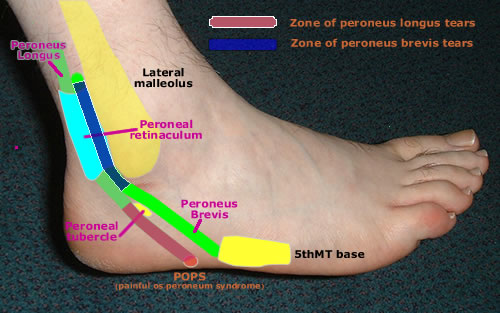 Zone of peroneus longus tears
Zone of peroneus brevis tears
Peroneus
Longus
Lateral
malleolus
Peroneal
retinaculum
Peroneus
Brevis
Peroneal
tubercle
5thMT base
POPS
(painful os peroneum syndrome)